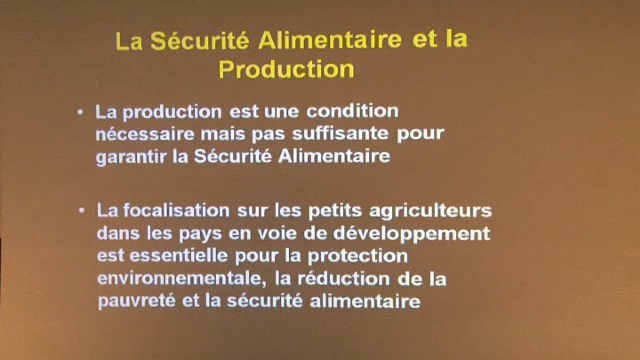 La Sécurité Alimentaire et la
Production
• La production est une condition
nécessaire mais pas suffisante pour
garantir la Sécurité Alimentaire
• La focalisation sur les petits agriculteurs
dans les pays en voie de développement
est essentielle pour la protection
environnementale, la réduction de la
pauvreté et la sécurité alimentaire